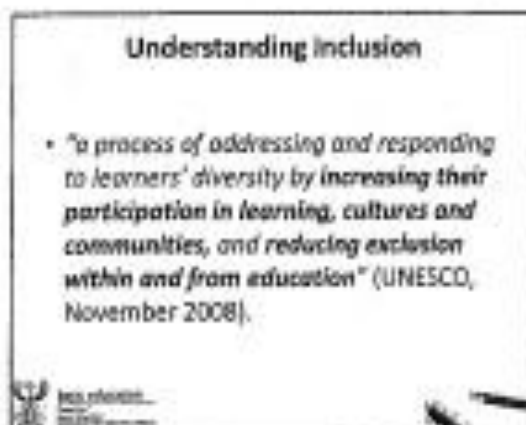 Understanding Inclusion
• "a process of addressing and responding
to learners' diversity by increasing their
participation in learning, cultures and
communities, and reducing exclusion
within and from education" (UNESCO,
November 2008).